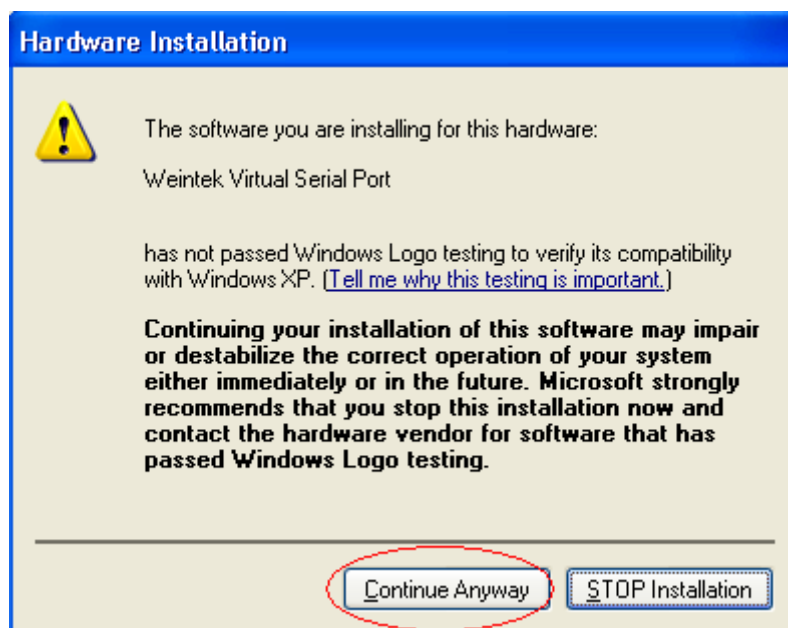 Hardware Installation
The software you are installing for this hardware:
Weintek Virtual Serial Port
has not passed Windows Logo testing to verify its compatibility
with Windows XP. (Tell me why this testing is important.)
Continuing your installation of this software may impair
or destabilize the correct operation of your system
either immediately or in the future. Microsoft strongly
recommends that you stop this installation now and
contact the hardware vendor for software that has
passed Windows Logo testing.
Continue Anyway STOP Installation